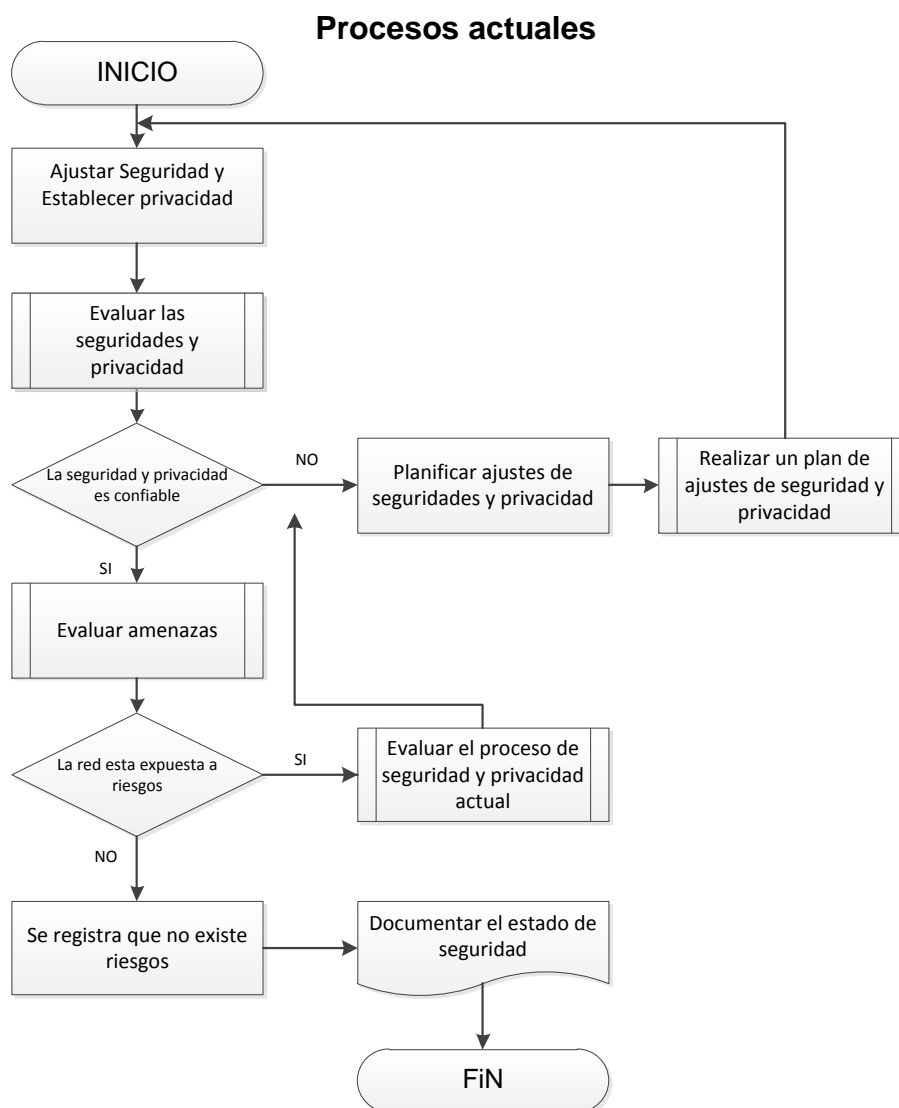 Procesos actuales
INICIO
Ajustar Seguridad y
Establecer privacidad
Evaluar las
seguridades y
privacidad
La seguridad y privacidad
es confiable
NO
Planificar ajustes de
seguridades y privacidad
Realizar un plan de
ajustes de seguridad y
privacidad
SI
Evaluar amenazas
La red esta expuesta a
riesgos
SI
Evaluar el proceso de
seguridad y privacidad
actual
NO
Se registra que no existe
riesgos
Documentar el estado de
seguridad
FiN